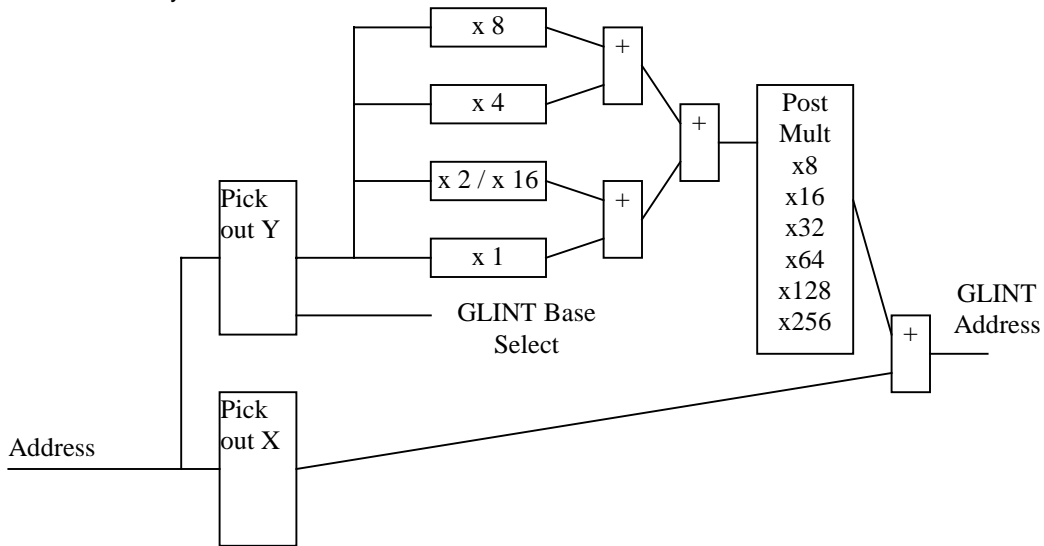 x 8
+
x 4
+
x 2 / x 16
+
x 1
Pick
out Y
GLINT Base
Select
Post
Mult
x8
x16
x32
x64
x128
x256
GLINT
Address
+
Pick
out X
Address